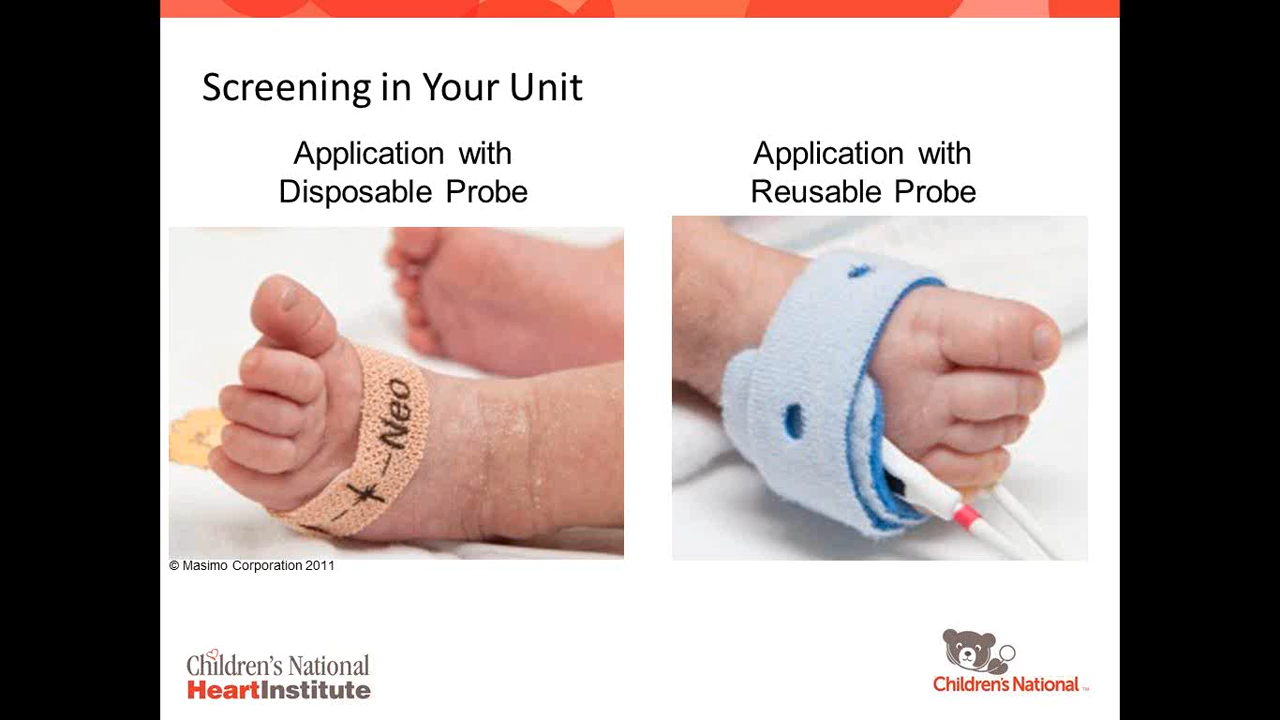 Screening in Your Unit
Application with
Disposable Probe
Application with
Reusable Probe
Neo
© Masimo Corporation 2011
Children's National
HeartInstitute
Children's National ™